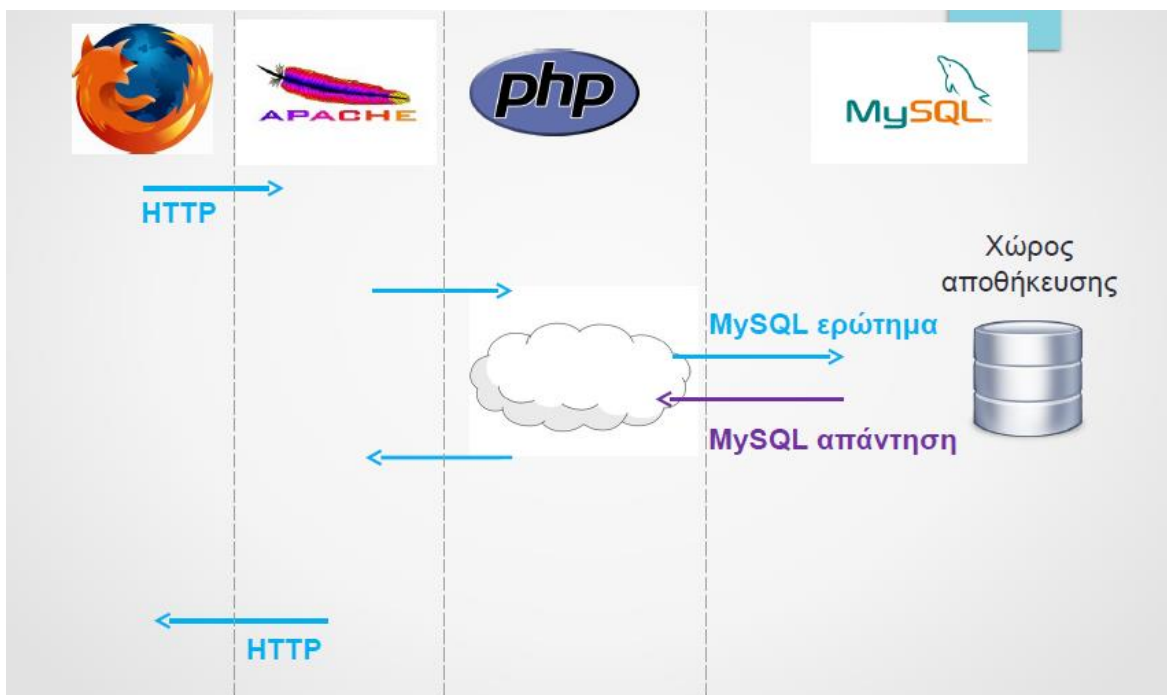 APACHE
php
MySQL
HTTP
Χώρος
αποθήκευσης
MySQL ερώτημα
MySQL απάντηση
HTTP